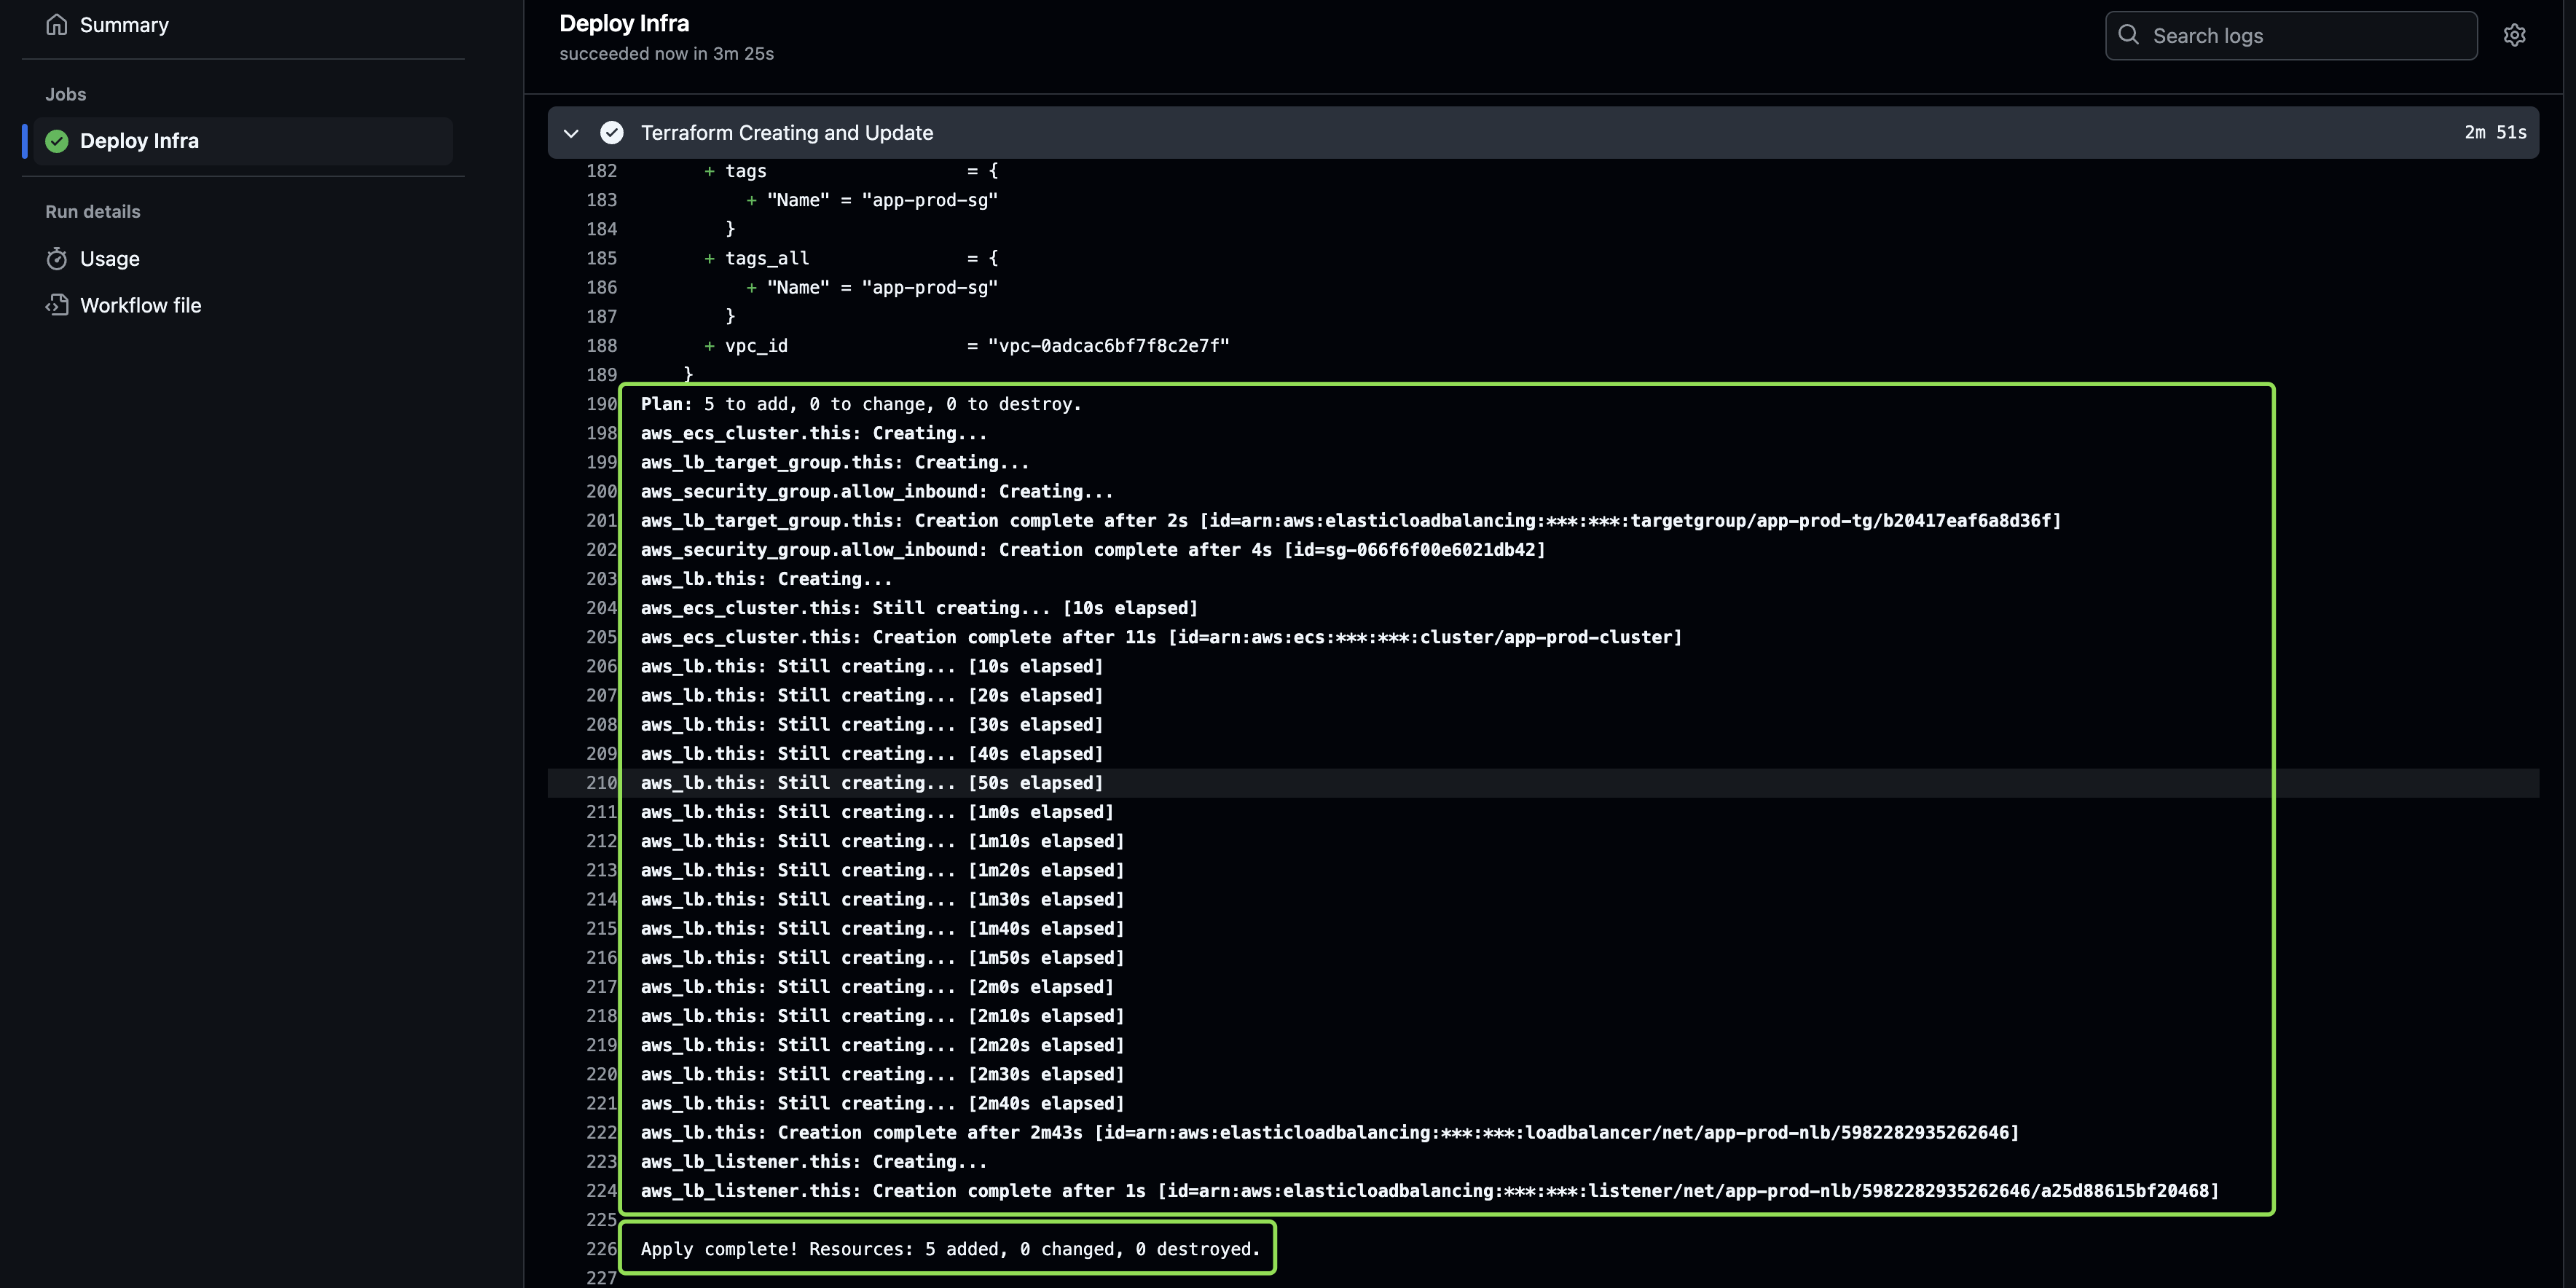 Summary
Jobs
Deploy Infra
Run details
Usage
Workflow file
Deploy Infra
succeeded now in 3m 25s
Search logs
Terraform Creating and Update 2m 51s
182 + tags = {
183 + "Name" = "app-prod-sg"
184 }
185 + tags_all = {
186 + "Name" = "app-prod-sg"
187 }
188 + vpc_id = "vpc-0adcac6bf7f8c2e7f"
189 }
190 Plan: 5 to add, 0 to change, 0 to destroy.
198 aws_ecs_cluster.this: Creating...
199 aws_lb_target_group.this: Creating...
200 aws_security_group.allow_inbound: Creating...
201 aws_lb_target_group.this: Creation complete after 2s [id=arn:aws:elasticloadbalancing:***:***:targetgroup/app-prod-tg/b20417eaf6a8d36f]
202 aws_security_group.allow_inbound: Creation complete after 4s [id=sg-066f6f00e6021db42]
203 aws_lb.this: Creating...
204 aws_ecs_cluster.this: Still creating... [10s elapsed]
205 aws_ecs_cluster.this: Creation complete after 11s [id=arn:aws:ecs:***:***:cluster/app-prod-cluster]
206 aws_lb.this: Still creating... [10s elapsed]
207 aws_lb.this: Still creating... [20s elapsed]
208 aws_lb.this: Still creating... [30s elapsed]
209 aws_lb.this: Still creating... [40s elapsed]
210 aws_lb.this: Still creating... [50s elapsed]
211 aws_lb.this: Still creating... [1m0s elapsed]
212 aws_lb.this: Still creating... [1m10s elapsed]
213 aws_lb.this: Still creating... [1m20s elapsed]
214 aws_lb.this: Still creating... [1m30s elapsed]
215 aws_lb.this: Still creating... [1m40s elapsed]
216 aws_lb.this: Still creating... [1m50s elapsed]
217 aws_lb.this: Still creating... [2m0s elapsed]
218 aws_lb.this: Still creating... [2m10s elapsed]
219 aws_lb.this: Still creating... [2m20s elapsed]
220 aws_lb.this: Still creating... [2m30s elapsed]
221 aws_lb.this: Still creating... [2m40s elapsed]
222 aws_lb.this: Creation complete after 2m43s [id=arn:aws:elasticloadbalancing:***:***:loadbalancer/net/app-prod-nlb/5982282935262646]
223 aws_lb_listener.this: Creating...
224 aws_lb_listener.this: Creation complete after 1s [id=arn:aws:elasticloadbalancing:***:***:listener/net/app-prod-nlb/5982282935262646/a25d88615bf20468]
225
226 Apply complete! Resources: 5 added, 0 changed, 0 destroyed.
227